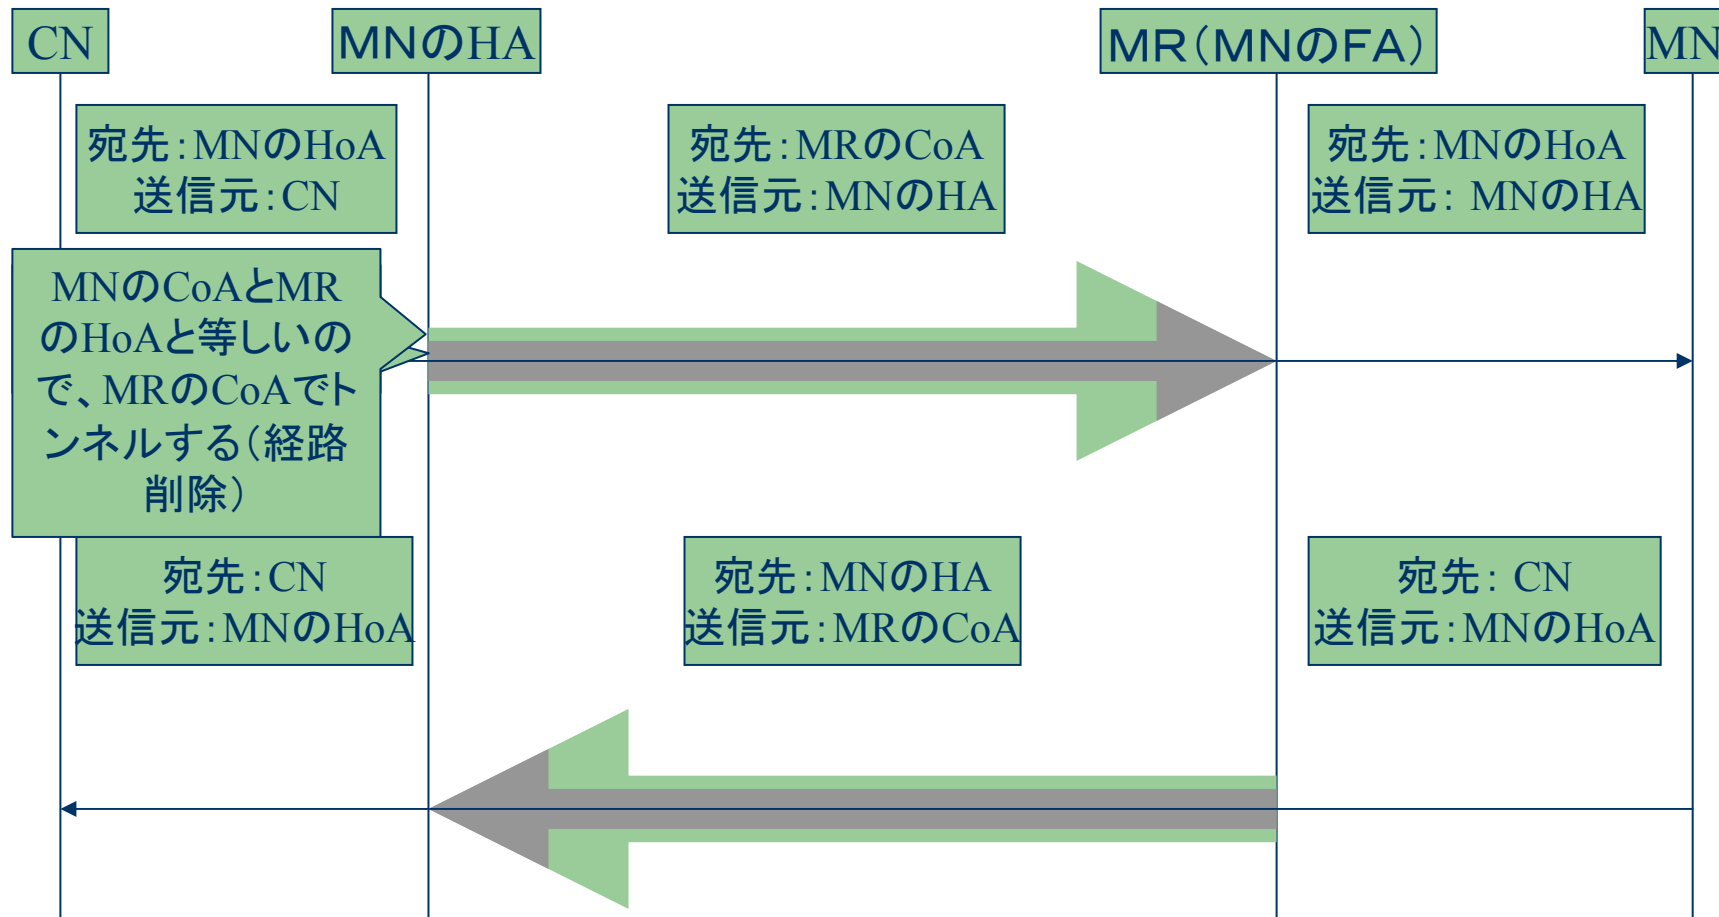 CN
MNのHA
MR(MNのFA)
MN
宛先:MNのHoA
送信元:CN
宛先:MRのCoA
送信元:MNのHA
宛先:MNのHoA
送信元: MNのHA
MNのCoAとMR
のHoAと等しいの
で、MRのCoAでト
ンネルする(経路
削除)
宛先:CN
送信元:MNのHoA
宛先:MNのHA
送信元:MRのCoA
宛先: CN
送信元:MNのHoA